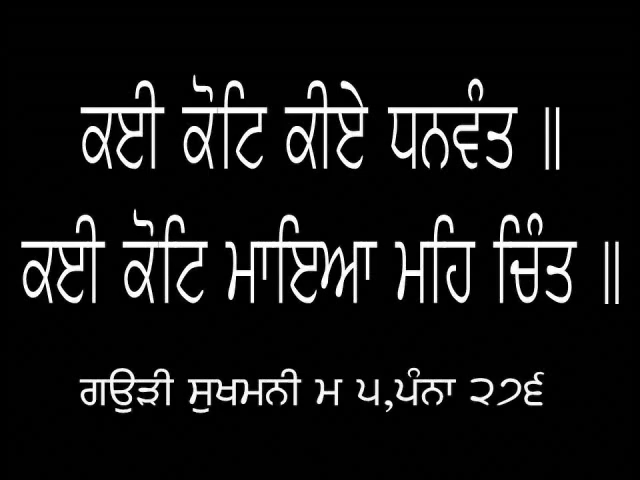 ਕਈ ਕੋਟਿ ਕੀਏ ਧਨਵੰਤ ॥
ਕਈ ਕੋਟਿ ਮਾਇਆ ਮਹਿ ਚਿੰਤ ॥
ਗਉੜੀ ਸੁਖਮਨੀ ਮ ੫,ਪੰਨਾ ੨੭੬